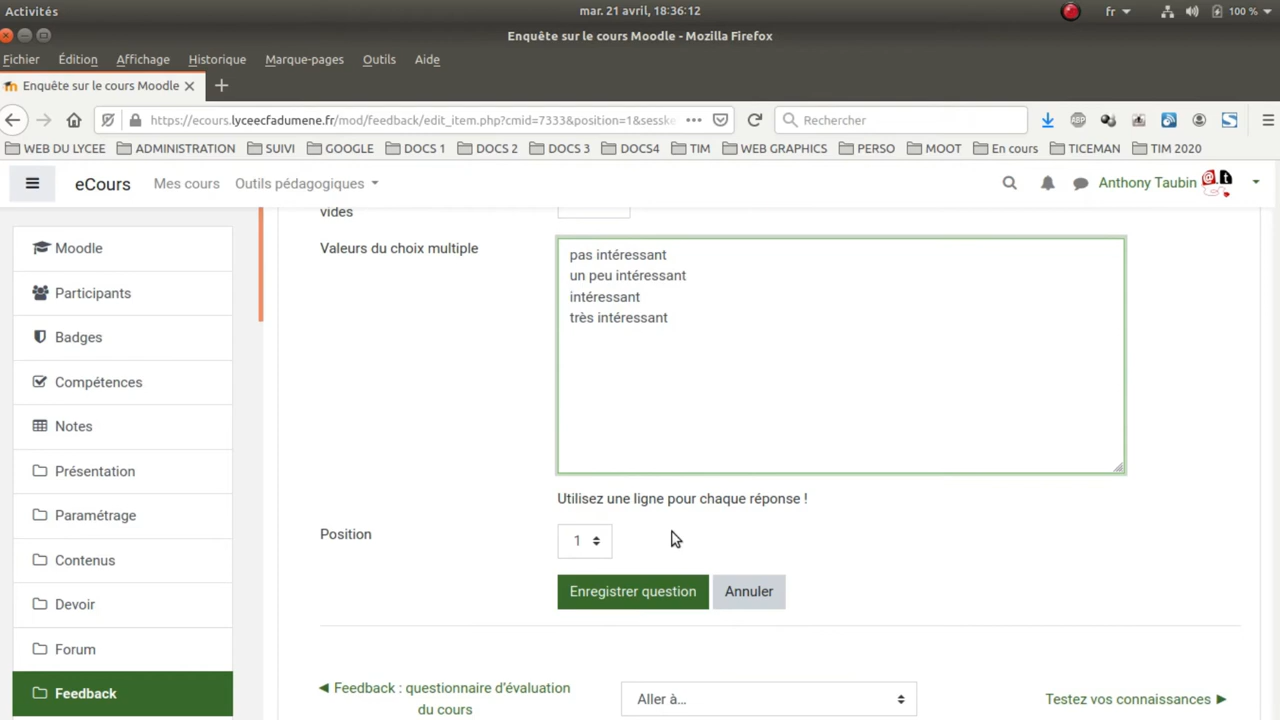 Activités
mar. 21 avril, 18:36:12
fr
100 %
Enquête sur le cours Moodle - Mozilla Firefox
Fichier Édition Affichage Historique Marque-pages Outils Aide
Enquête sur le cours Moodle
https://ecours.lyceecfadumene.fr/mod/feedback/edit_item.php?cmid=7333&position=1&sesske
Rechercher
WEB DU LYCEE ADMINISTRATION SUIVI GOOGLE DOCS 1 DOCS 2 DOCS 3 DOCS4 TIM WEB GRAPHICS PERSO MOOT En cours TICEMAN TIM 2020
eCours Mes cours Outils pédagogiques Anthony Taubin
Moodle
Participants
Badges
Compétences
Notes
Présentation
Paramétrage
Contenus
Devoir
Forum
Feedback
vides
Valeurs du choix multiple
pas intéressant
un peu intéressant
intéressant
très intéressant
Utilisez une ligne pour chaque réponse !
Position
1
Enregistrer question
Annuler
◀ Feedback : questionnaire d'évaluation
du cours
Aller à...
Testez vos connaissances ▶